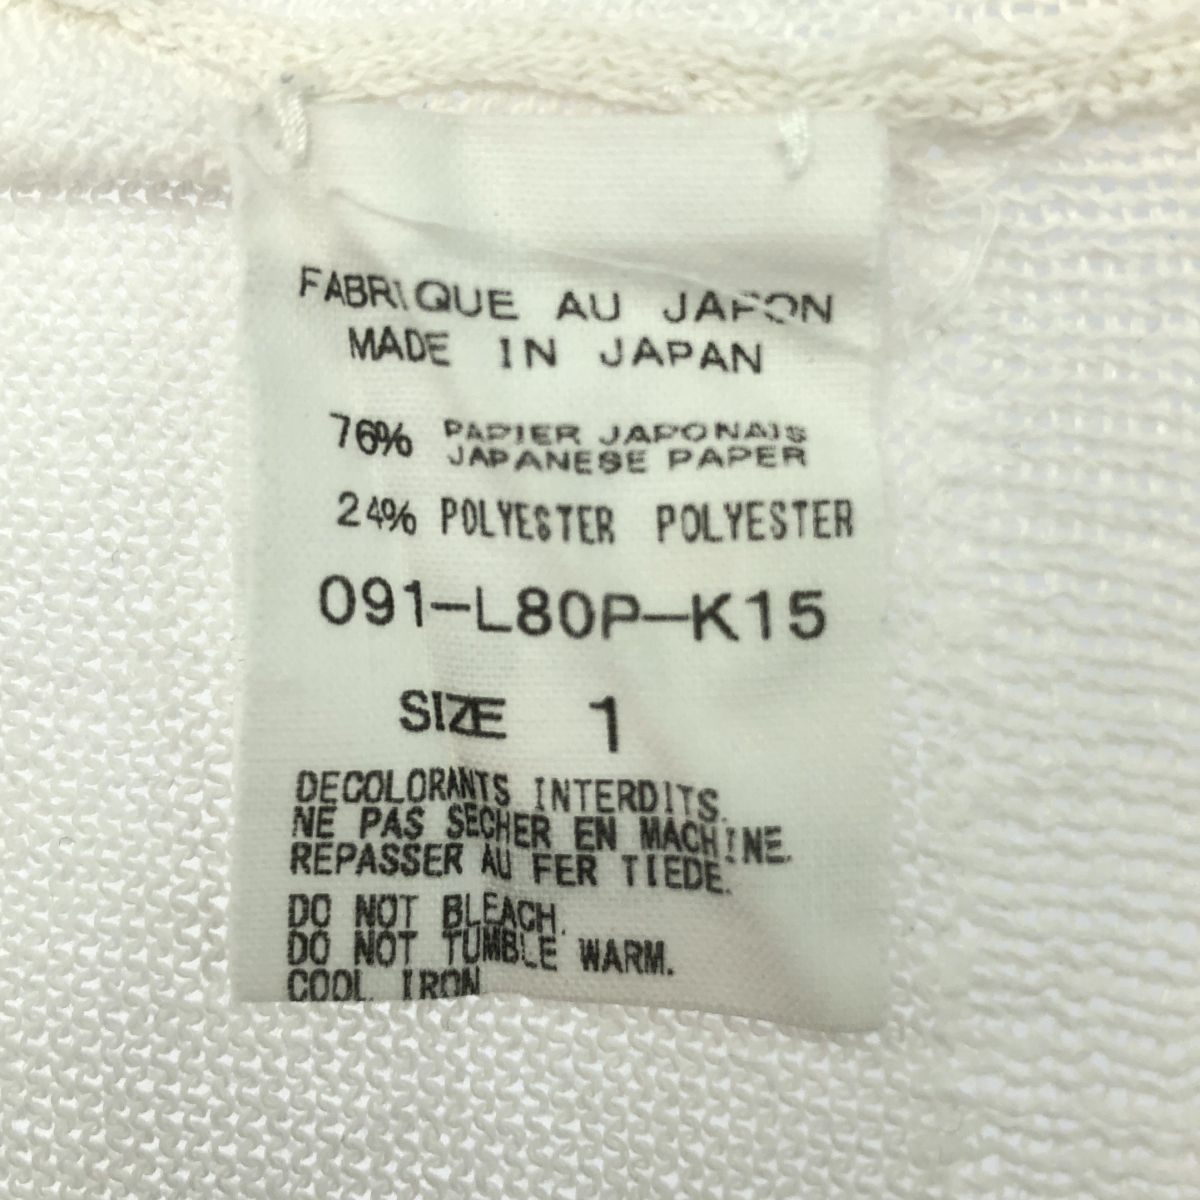 FABRIQUE AU JAPON
MADE IN JAPAN
76% PAPIER JAPONAIS
JAPANESE PAPER
24% POLYESTER POLYESTER
091-L80P-K15
SIZE 1
DECOLORANTS INTERDITS.
NE PAS SECHER EN MACHINE.
REPASSER AU FER TIEDE.
DO NOT BLEACH.
DO NOT TUMBLE WARM.
COOL IRON